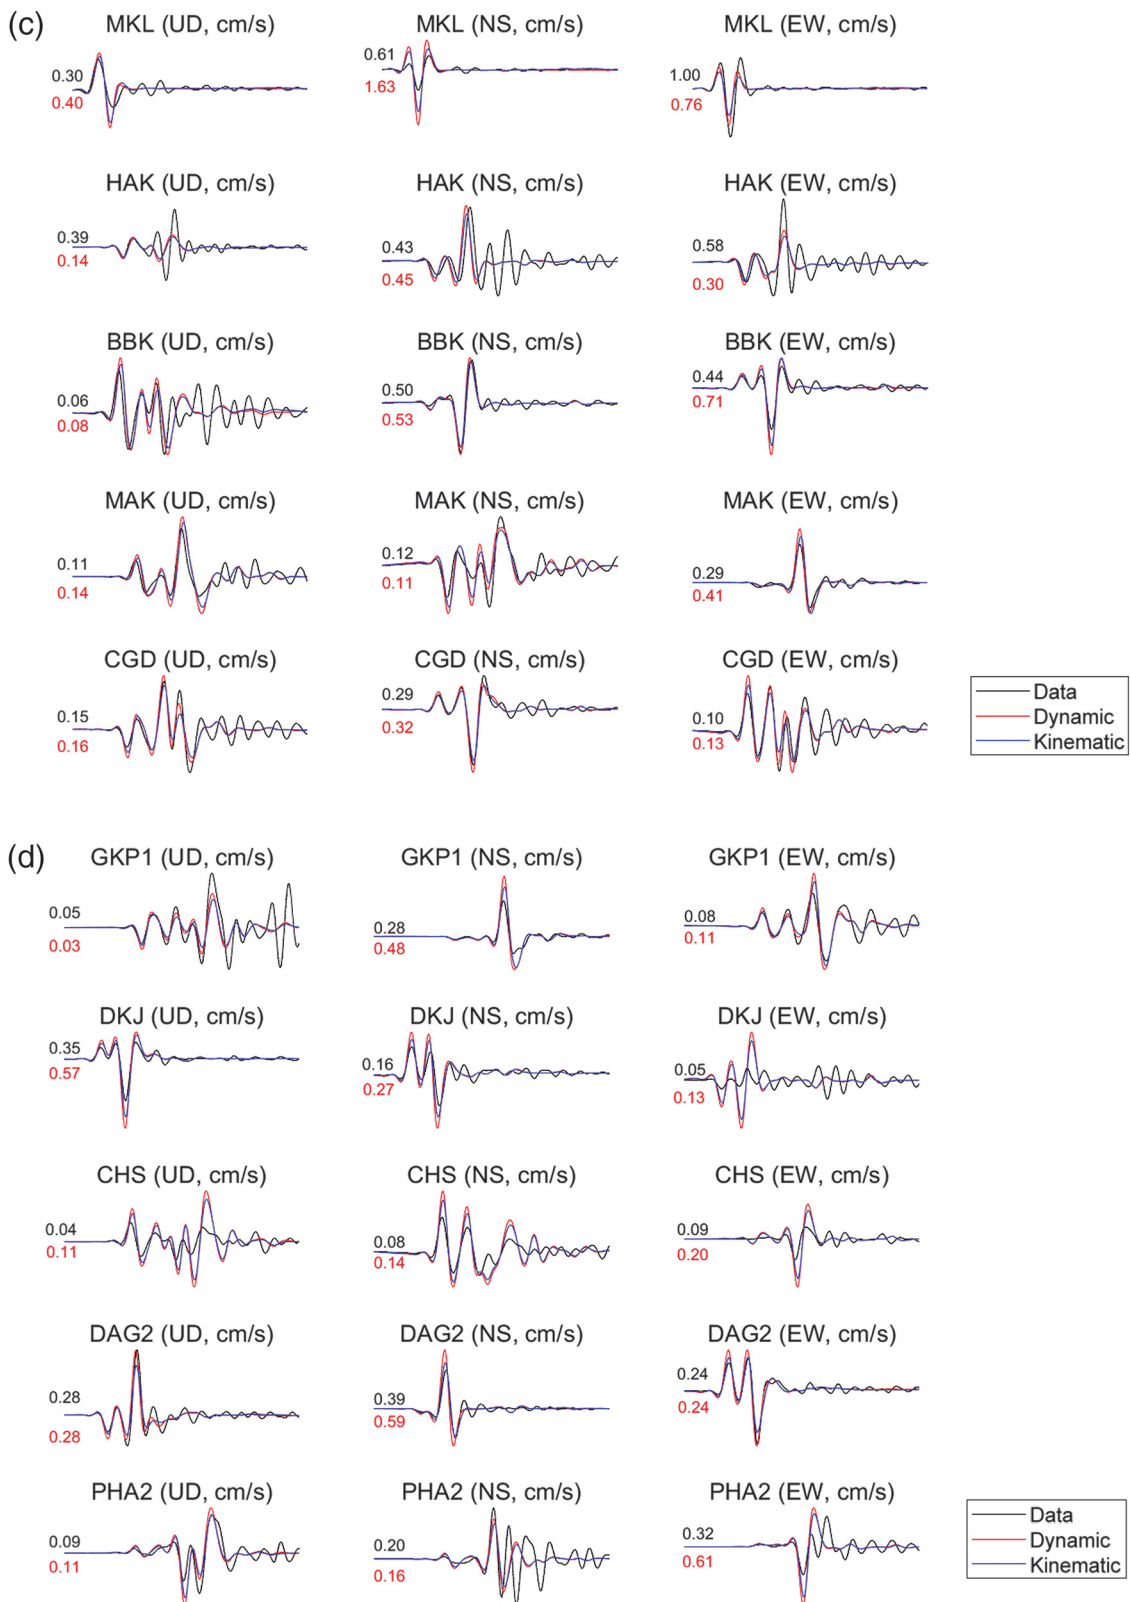 (c)
MKL (UD, cm/s)
0.30
0.40
MKL (NS, cm/s)
0.61
1.63
MKL (EW, cm/s)
1.00
0.76
HAK (UD, cm/s)
0.39
0.14
HAK (NS, cm/s)
0.43
0.45
HAK (EW, cm/s)
0.58
0.30
BBK (UD, cm/s)
0.06
0.08
BBK (NS, cm/s)
0.50
0.53
BBK (EW, cm/s)
0.44
0.71
MAK (UD, cm/s)
0.11
0.14
MAK (NS, cm/s)
0.12
0.11
MAK (EW, cm/s)
0.29
0.41
CGD (UD, cm/s)
0.15
0.16
CGD (NS, cm/s)
0.29
0.32
CGD (EW, cm/s)
0.10
0.13
Data
Dynamic
Kinematic
(d)
GKP1 (UD, cm/s)
0.05
0.03
GKP1 (NS, cm/s)
0.28
0.48
GKP1 (EW, cm/s)
0.08
0.11
DKJ (UD, cm/s)
0.35
0.57
DKJ (NS, cm/s)
0.16
0.27
DKJ (EW, cm/s)
0.05
0.13
CHS (UD, cm/s)
0.04
0.11
CHS (NS, cm/s)
0.08
0.14
CHS (EW, cm/s)
0.09
0.20
DAG2 (UD, cm/s)
0.28
0.28
DAG2 (NS, cm/s)
0.39
0.59
DAG2 (EW, cm/s)
0.24
0.24
PHA2 (UD, cm/s)
0.09
0.11
PHA2 (NS, cm/s)
0.20
0.16
PHA2 (EW, cm/s)
0.32
0.61
Data
Dynamic
Kinematic